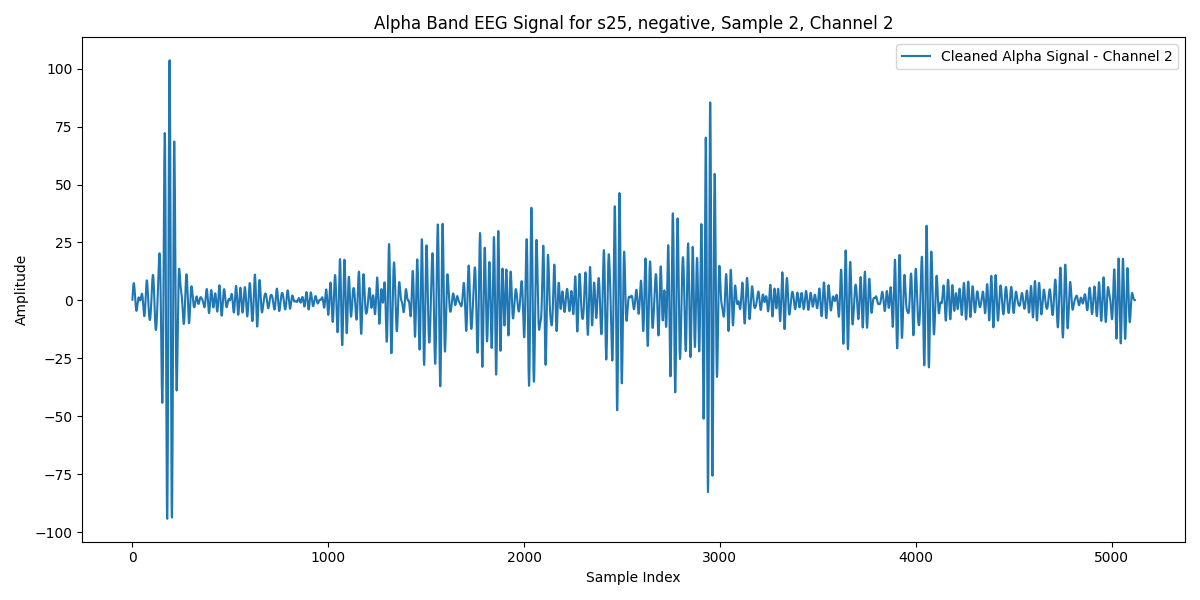 Alpha Band EEG Signal for s25, negative, Sample 2, Channel 2
Cleaned Alpha Signal - Channel 2
Amplitude
100
75
50
25
0
−25
−50
−75
−100
0 1000 2000 3000 4000 5000
Sample Index